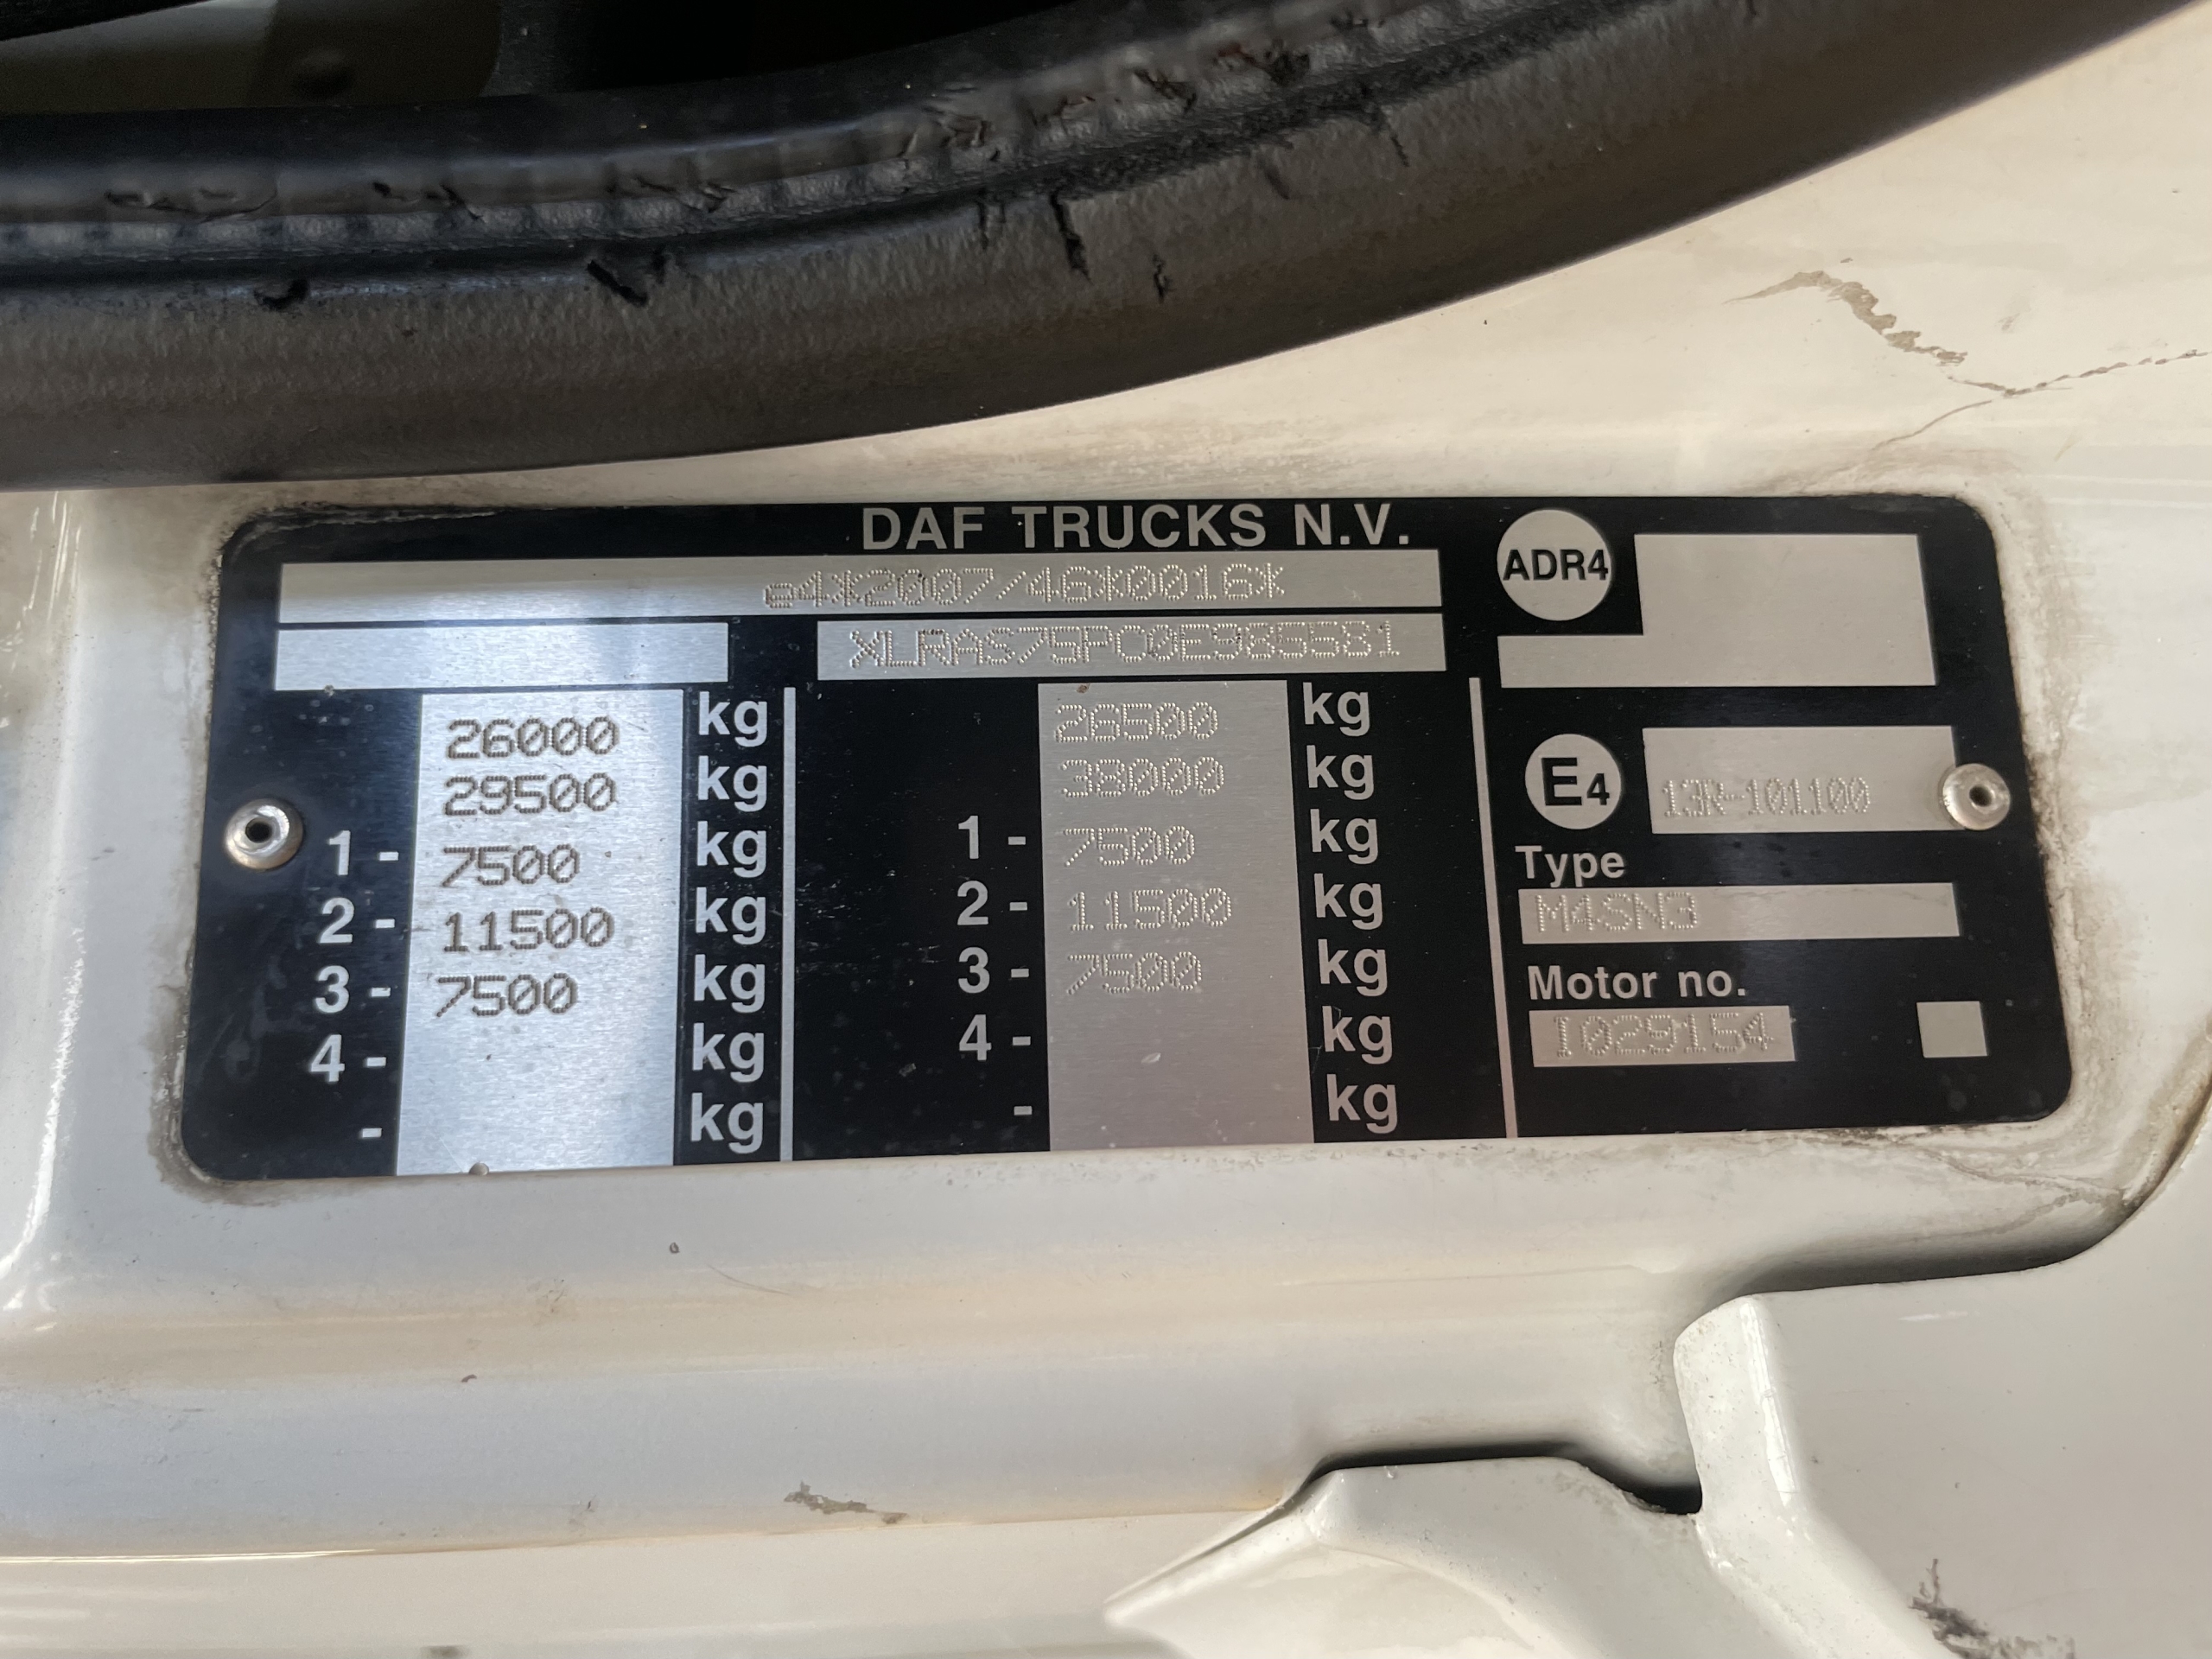 DAF TRUCKS N.V.
ADR4
e4*2007/46*0016*
XLRAS75PC0E985581
26000 kg 26500 kg
29500 kg 38000 kg
1 - 7500 kg 1 - 7500 kg
2 - 11500 kg 2 - 11500 kg
3 - 7500 kg 3 - 7500 kg
4 - kg 4 - kg
- kg - kg
E4 13R-101100
Type
M4SN3
Motor no.
I029154